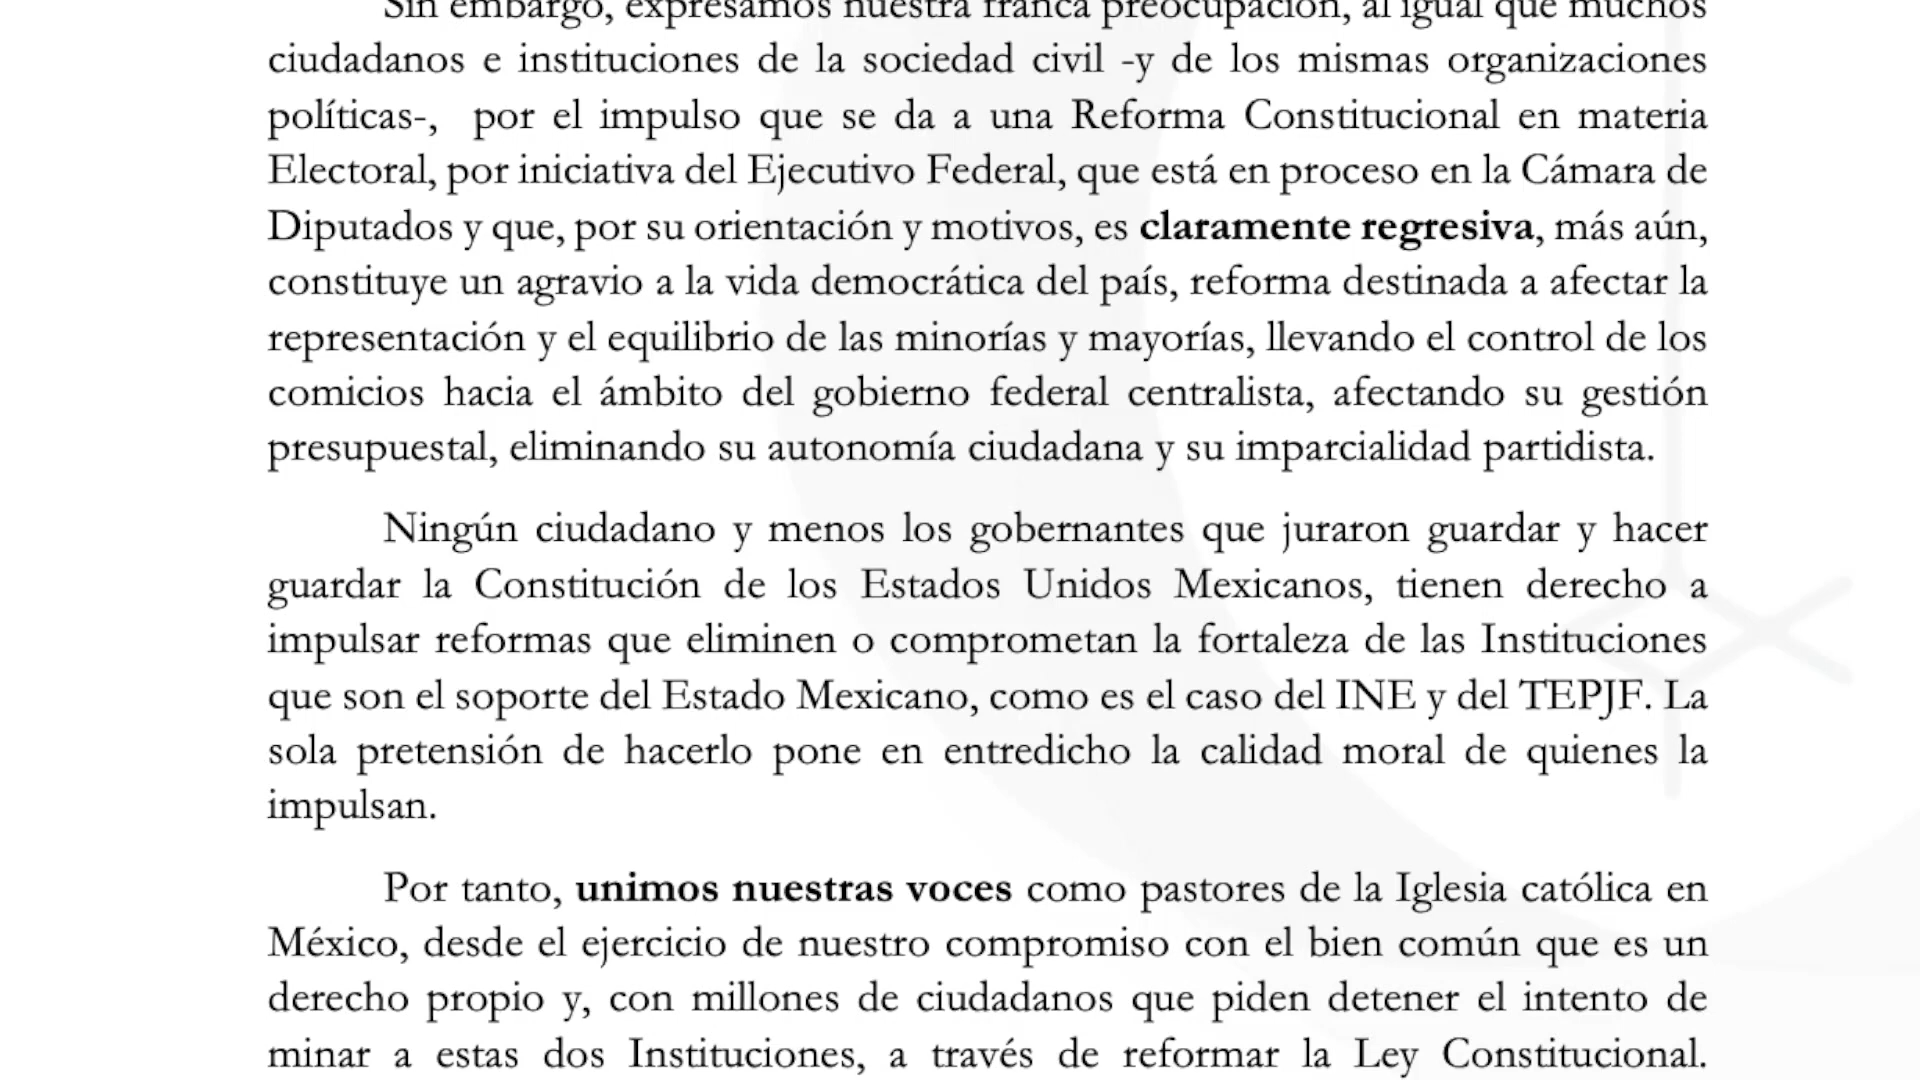 Sin embargo, expresamos nuestra franca preocupación, al igual que muchos
ciudadanos e instituciones de la sociedad civil -y de los mismas organizaciones
políticas-, por el impulso que se da a una Reforma Constitucional en materia
Electoral, por iniciativa del Ejecutivo Federal, que está en proceso en la Cámara de
Diputados y que, por su orientación y motivos, es claramente regresiva, más aún,
constituye un agravio a la vida democrática del país, reforma destinada a afectar la
representación y el equilibrio de las minorías y mayorías, llevando el control de los
comicios hacia el ámbito del gobierno federal centralista, afectando su gestión
presupuestal, eliminando su autonomía ciudadana y su imparcialidad partidista.
Ningún ciudadano y menos los gobernantes que juraron guardar y hacer
guardar la Constitución de los Estados Unidos Mexicanos, tienen derecho a
impulsar reformas que eliminen o comprometan la fortaleza de las Instituciones
que son el soporte del Estado Mexicano, como es el caso del INE y del TEPJF. La
sola pretensión de hacerlo pone en entredicho la calidad moral de quienes la
impulsan.
Por tanto, unimos nuestras voces como pastores de la Iglesia católica en
México, desde el ejercicio de nuestro compromiso con el bien común que es un
derecho propio y, con millones de ciudadanos que piden detener el intento de
minar a estas dos Instituciones, a través de reformar la Ley Constitucional.